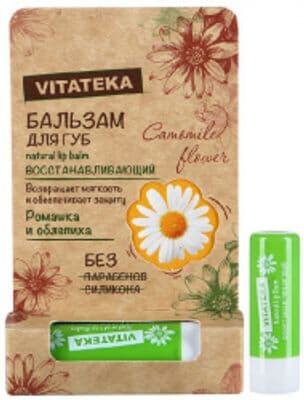 VITATEKA
БАЛЬЗАМ
ДЛЯ ГУБ
natural lip balm
ВОССТАНАВЛИВАЮЩИЙ
Возвращает мягкость
и обеспечивает защиту
Ромашка
и облепиха
Camomile
flower
БЕЗ
ПАРАБЕНОВ
СИЛИКОНА
VITATEKA
VITATEKA